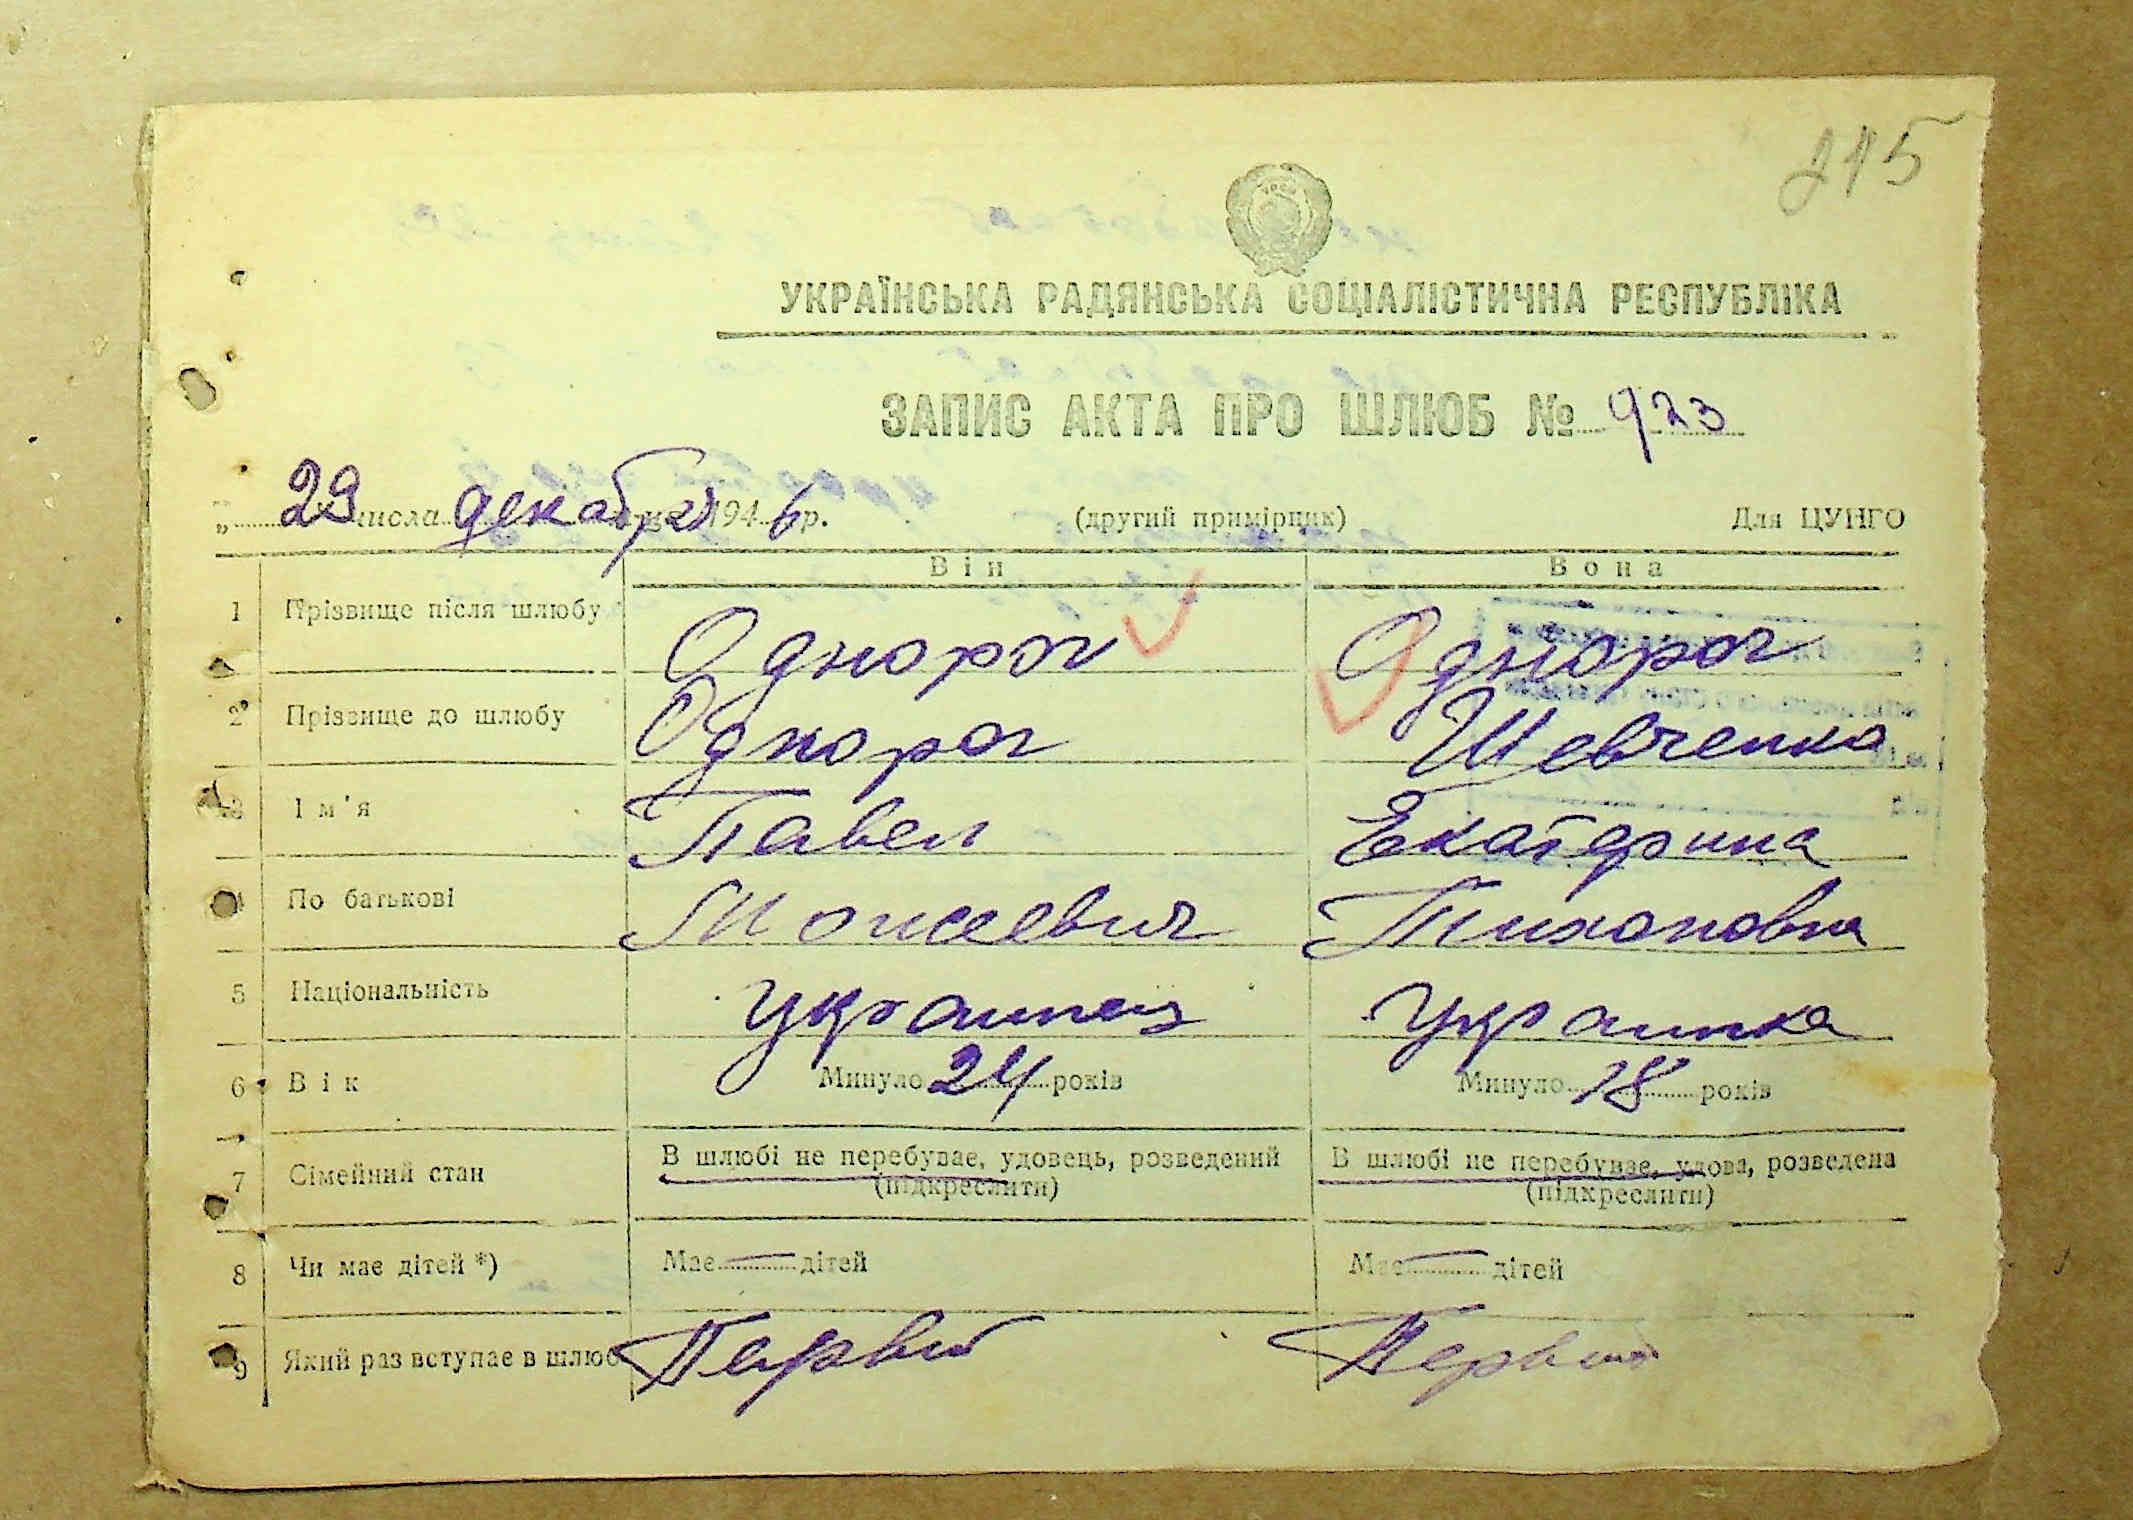 215
УКРАЇНСЬКА РАДЯНСЬКА СОЦІАЛІСТИЧНА РЕСПУБЛІКА
ЗАПИС АКТА ПРО ШЛЮБ № 923
„ 29 числа декабря 1946 р. (другий примірник) Для ЦУНГО
Він Вона
1 Прізвище після шлюбу Однорог Однорог
2 Прізвище до шлюбу Однорог Шевченко
3 Ім'я Павел Екатерина
4 По батькові Моисеевич Тихоновна
5 Національність Украинец Украинка
6 Вік Минуло 24 років Минуло 18 років
7 Сімейний стан В шлюбі не перебуває, удовець, розведений В шлюбі не перебуває, удова, розведена
(підкреслити) (підкреслити)
8 Чи має дітей *) Має — дітей Має — дітей
9 Який раз вступає в шлюб Первый Первый